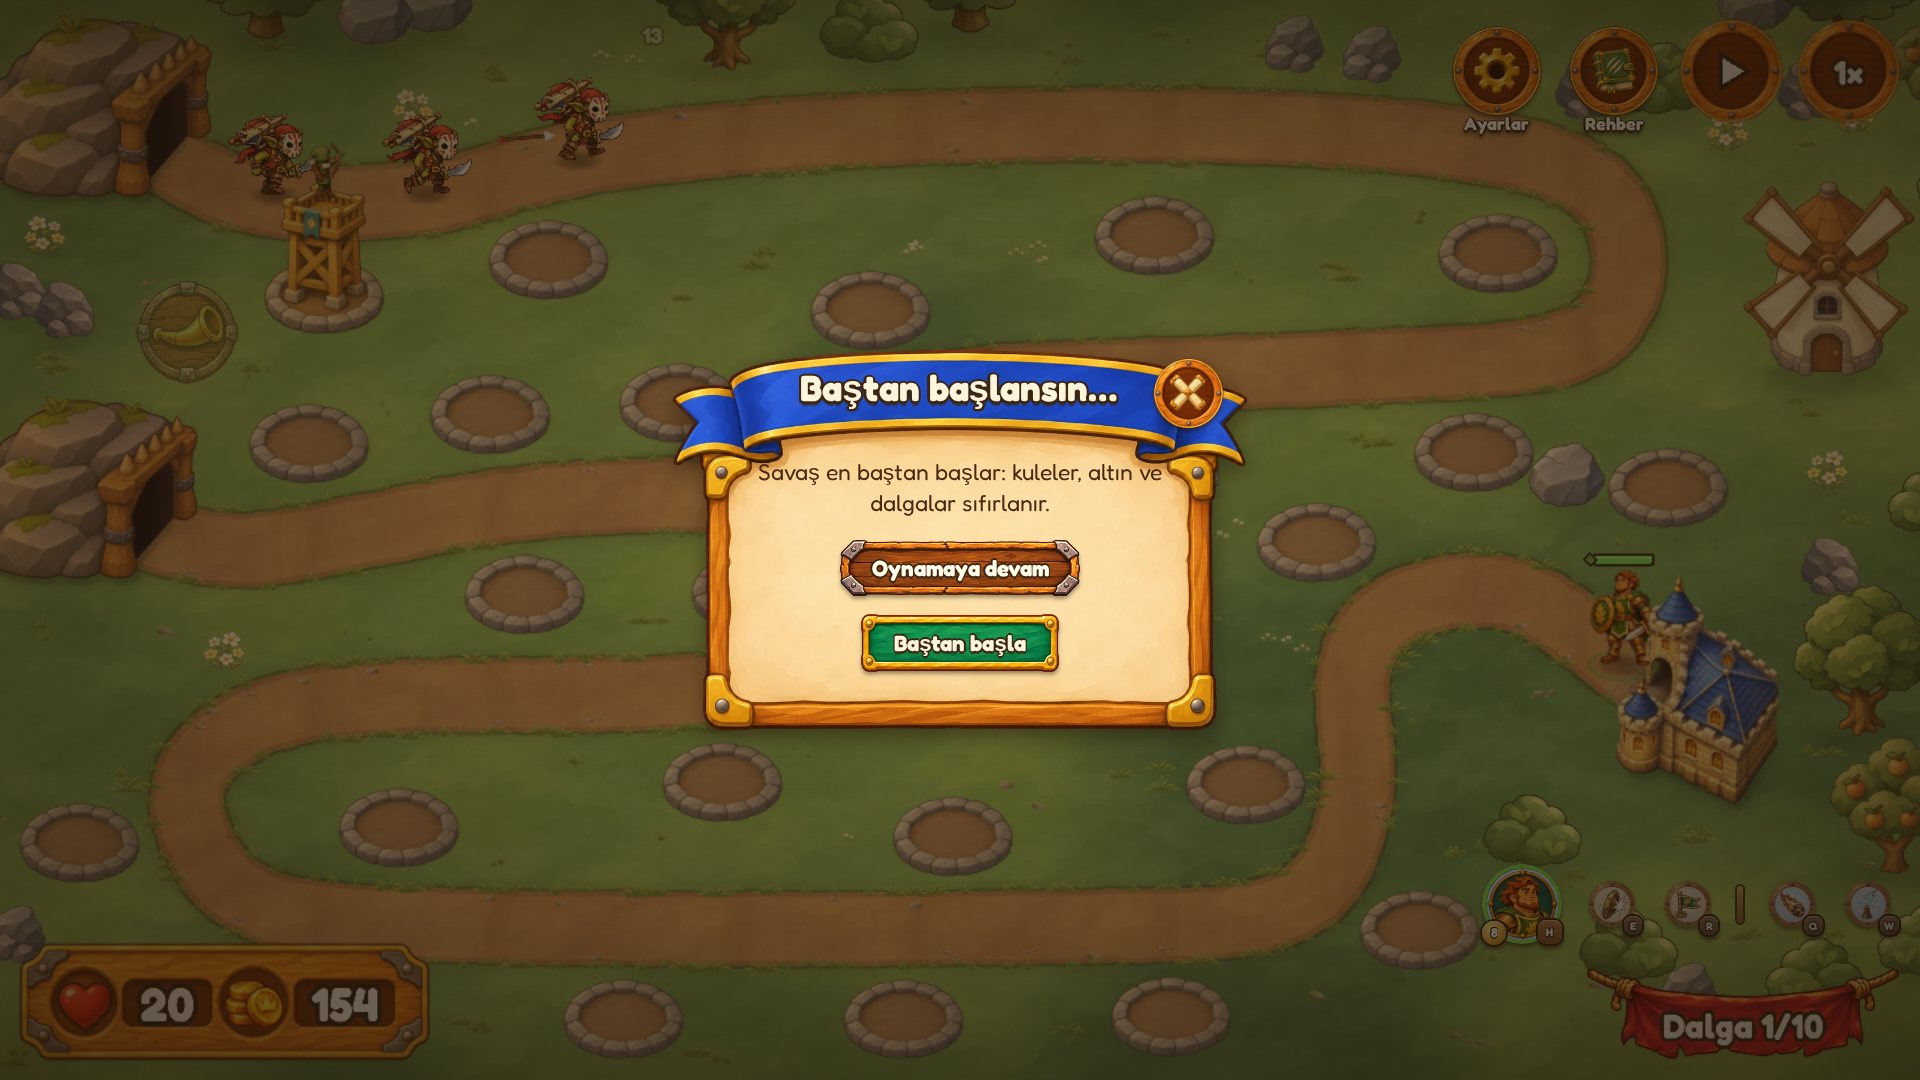 13
Ayarlar
Rehber
1x
Baştan başlansın...
Savaş en baştan başlar: kuleler, altın ve
dalgalar sıfırlanır.
Oynamaya devam
Baştan başla
8
H
E
R
Q
W
20
154
Dalga 1/10